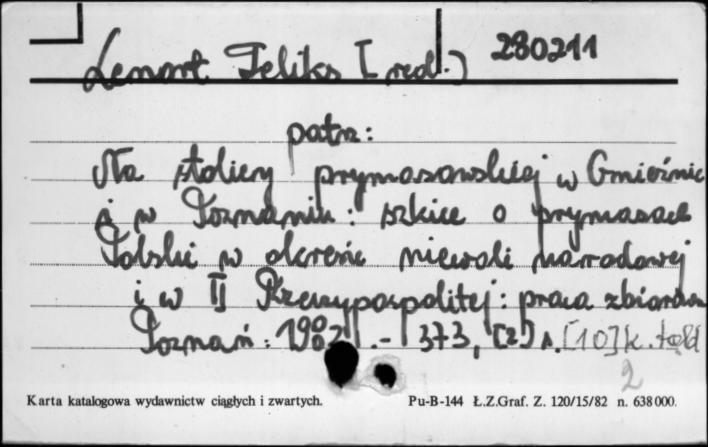 Lenort Feliks [red.) 280211
patrz:
Na stolicy prymasowskiej w Gnieźnie
i w Poznaniu: szkice o prymasach
Polski w okresie niewoli narodowej
i w II Rzeczypospolitej: praca zbiorowa
Poznań: 1982. - 373, [2] s. [10] k. tabl
2
Karta katalogowa wydawnictw ciągłych i zwartych. Pu-B-144 Ł.Z.Graf. Z. 120/15/82 n. 638 000.